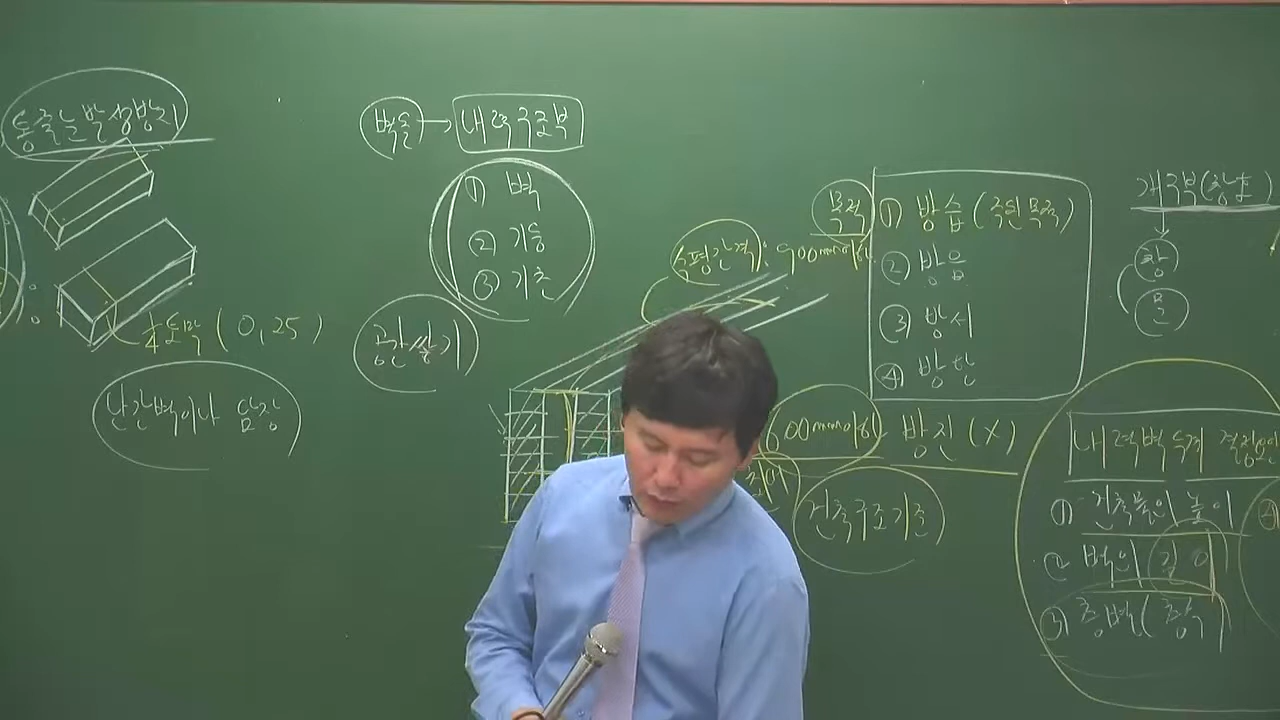 통줄눈발생방지
¼토막 ( 0,25 )
난간벽이나 담장
벽돌 → 내력구조부
① 벽
② 기둥
③ 기초
공간쌓기
수평간격 : 900mm이하
600mm이하
목적
① 방습 (주된목적)
② 방음
③ 방서
④ 방한
방진 (X)
건축구조기준
개구부(창호
창
문
내력벽두께 결정요인
① 건축물의 높이
② 벽의 길이
③ 층벽( 층수